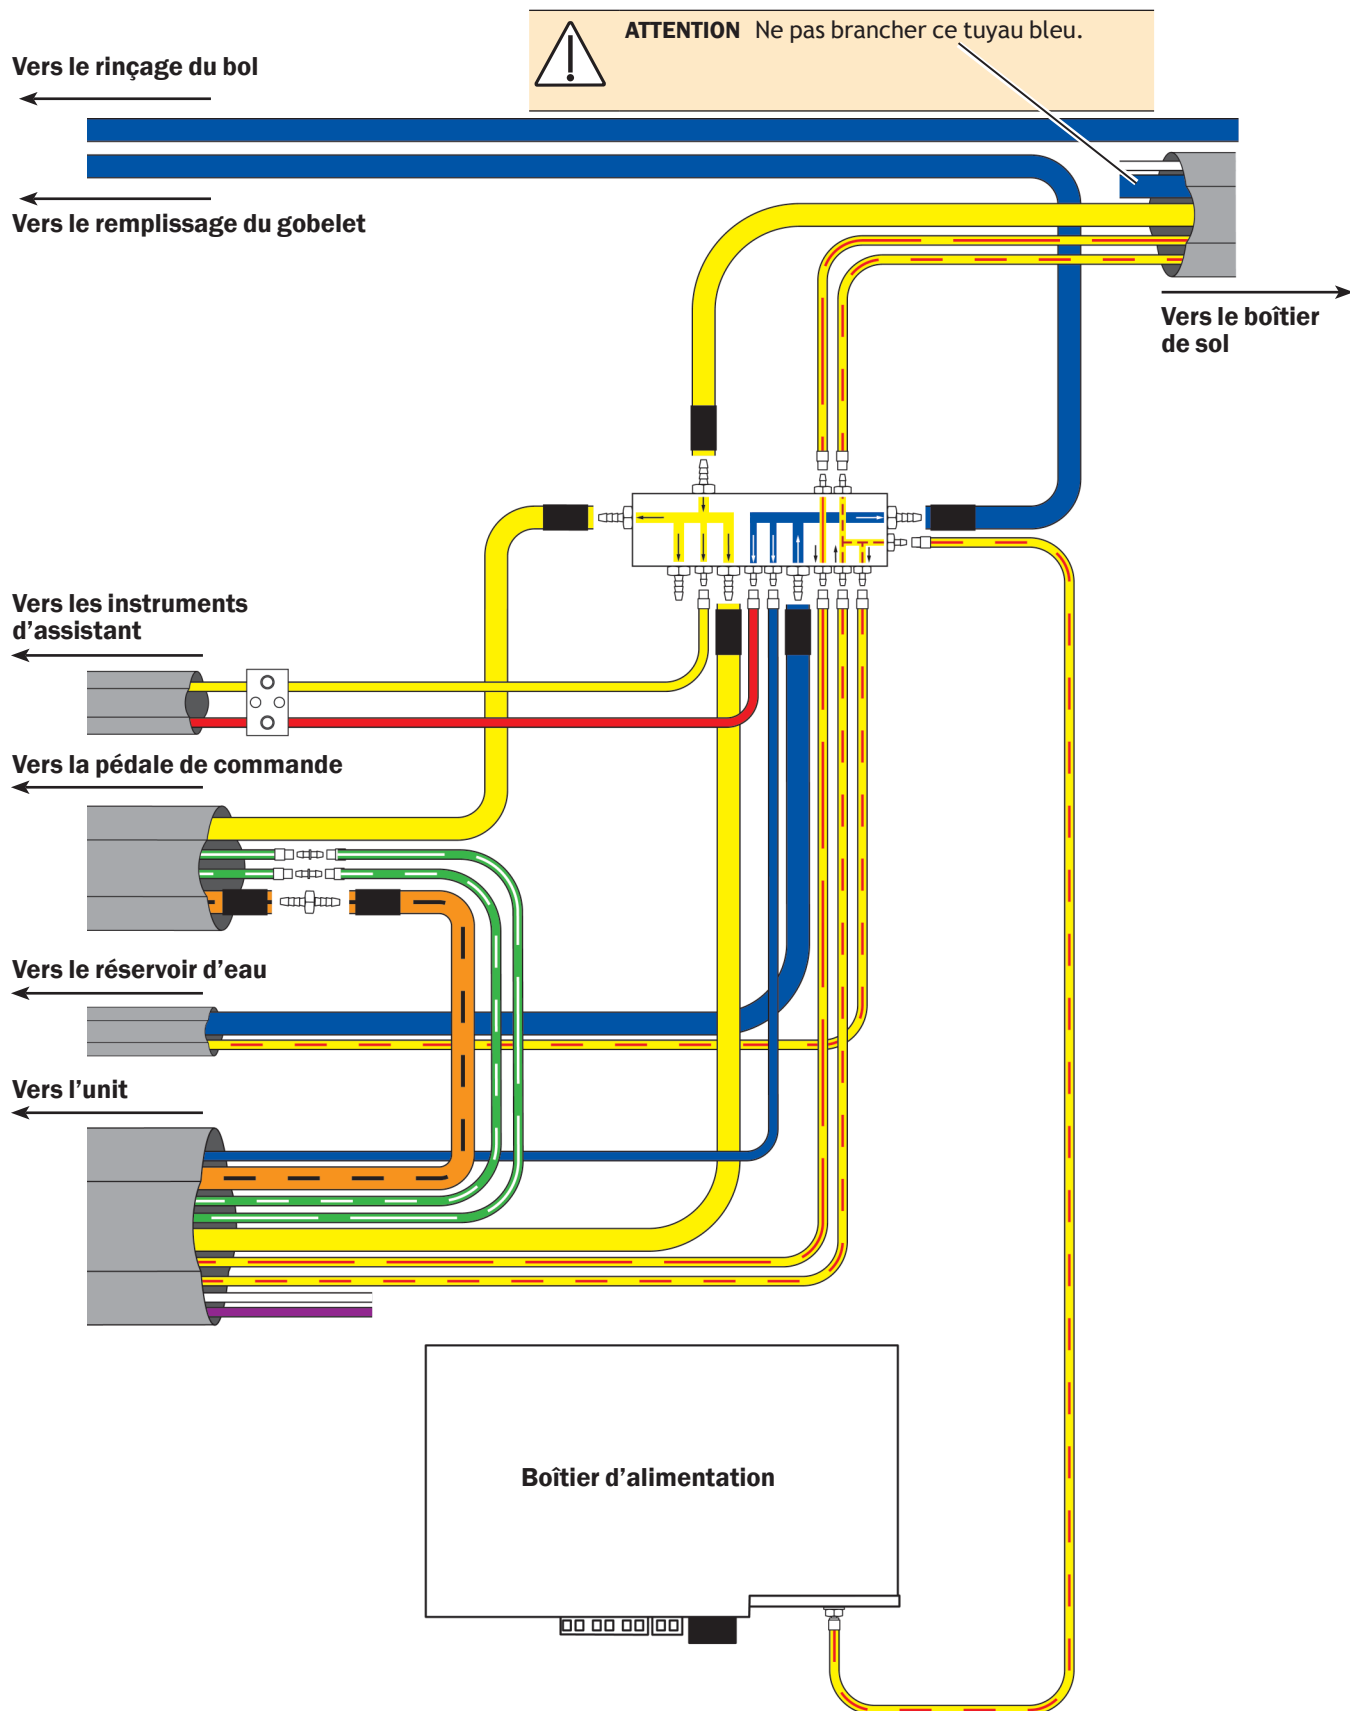 ATTENTION Ne pas brancher ce tuyau bleu.
Vers le rinçage du bol
Vers le remplissage du gobelet
Vers le boîtier
de sol
Vers les instruments
d’assistant
Vers la pédale de commande
Vers le réservoir d’eau
Vers l’unit
Boîtier d’alimentation